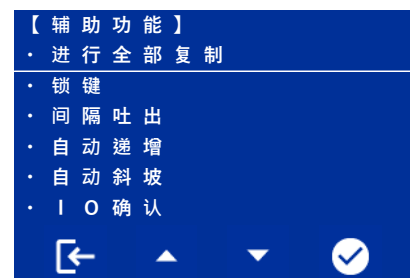 【辅助功能】
・进行全部复制
・锁键
・间隔吐出
・自动递增
・自动斜坡
・ＩＯ确认